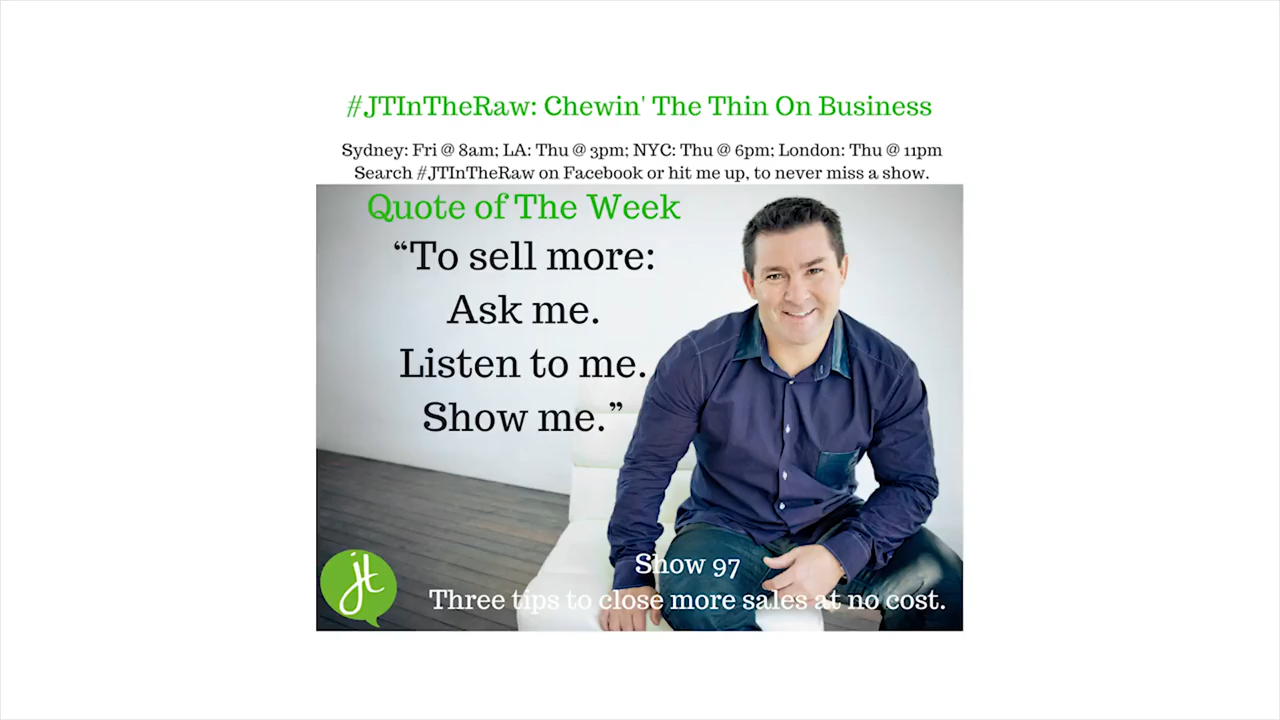 #JTInTheRaw: Chewin' The Thin On Business
Sydney: Fri @ 8am; LA: Thu @ 3pm; NYC: Thu @ 6pm; London: Thu @ 11pm
Search #JTInTheRaw on Facebook or hit me up, to never miss a show.
Quote of The Week
“To sell more:
Ask me.
Listen to me.
Show me.”
Show 97
Three tips to close more sales at no cost.
jt